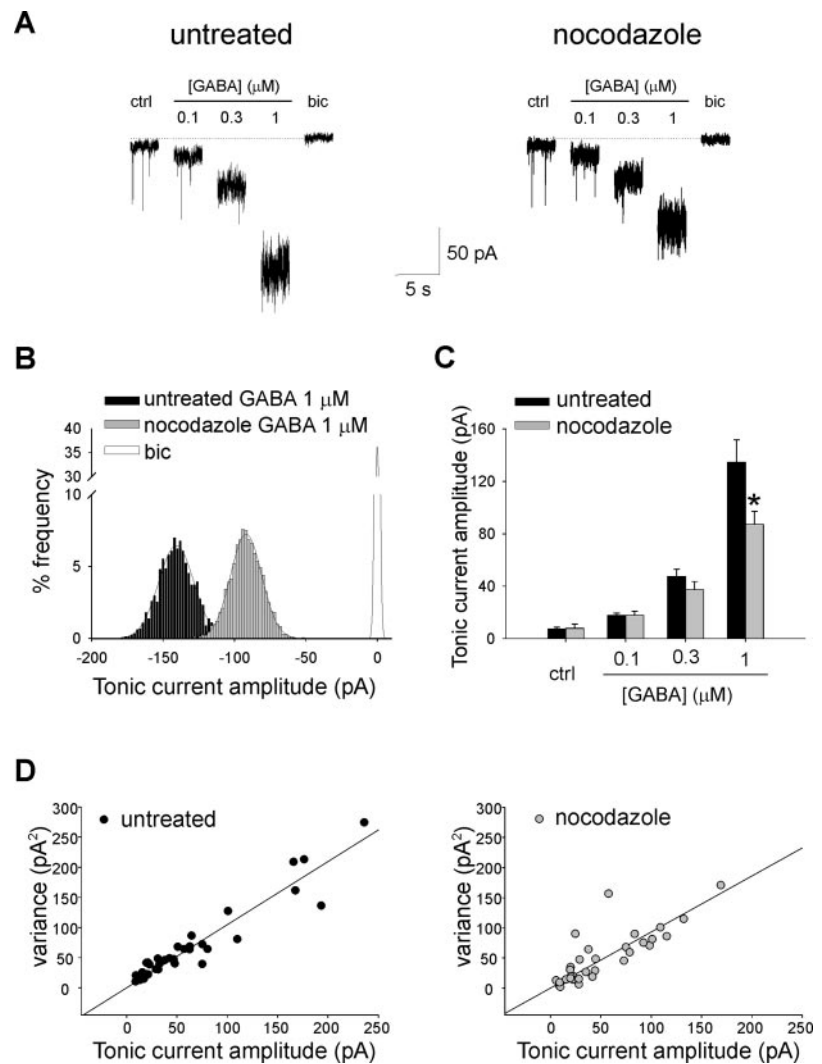 A
untreated
nocodazole
ctrl
[GABA] (μM)
bic
0.1 0.3 1
ctrl
[GABA] (μM)
bic
0.1 0.3 1
50 pA
5 s
B
untreated GABA 1 μM
nocodazole GABA 1 μM
bic
% frequency
40
35
30
10
5
0
-200 -150 -100 -50 0
Tonic current amplitude (pA)
C
untreated
nocodazole
Tonic current amplitude (pA)
160
120
80
40
0
*
ctrl 0.1 0.3 1
[GABA] (μM)
D
untreated
variance (pA²)
300
250
200
150
100
50
0
0 50 100 150 200 250
Tonic current amplitude (pA)
nocodazole
variance (pA²)
300
250
200
150
100
50
0
0 50 100 150 200 250
Tonic current amplitude (pA)